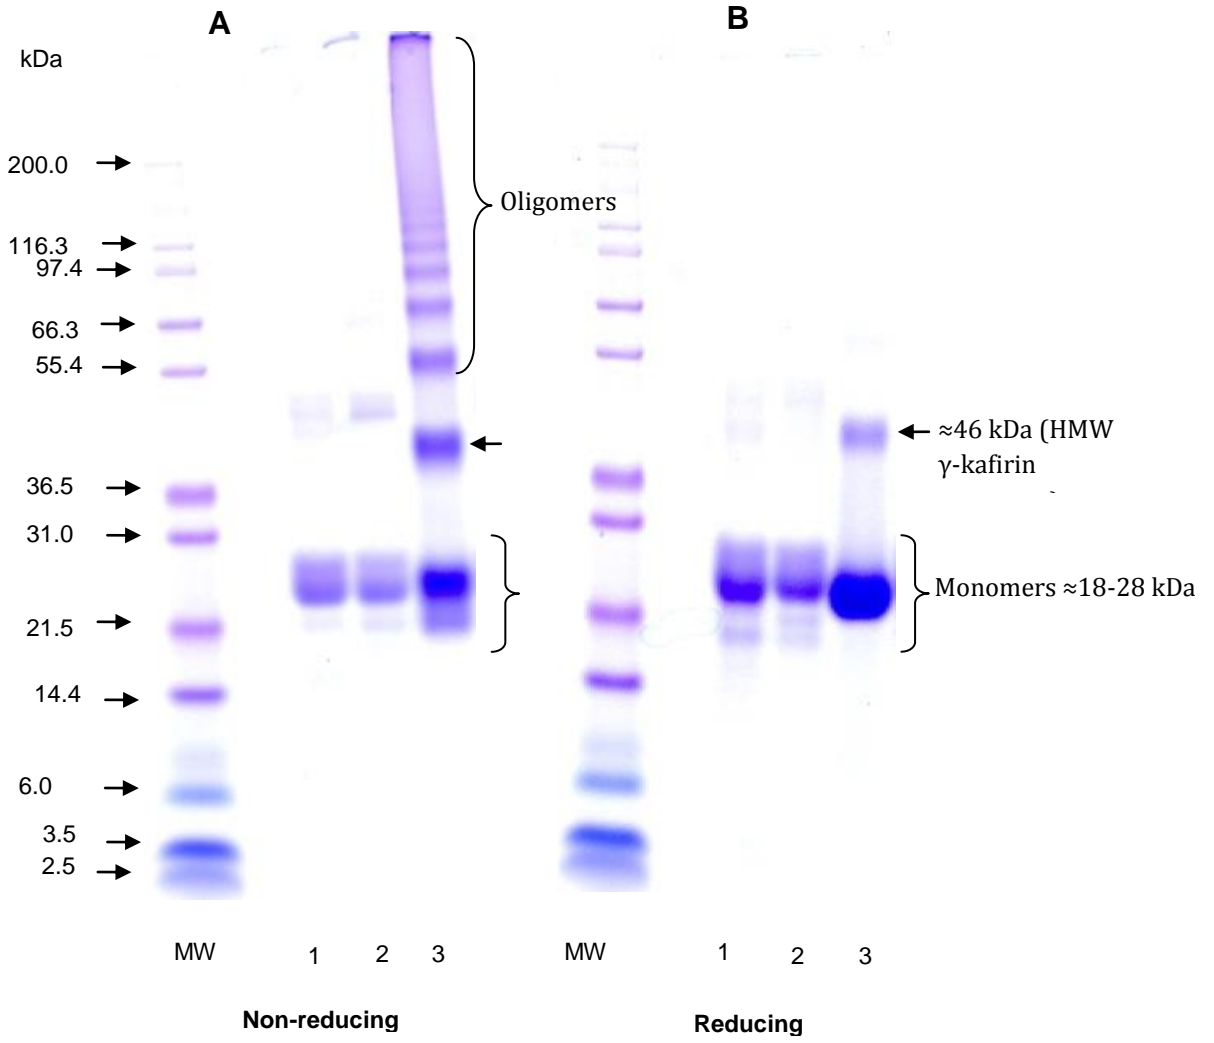 A
B
kDa
200.0
Oligomers
116.3
97.4
66.3
55.4
≈46 kDa (HMW
γ-kafirin
36.5
31.0
Monomers ≈18-28 kDa
21.5
14.4
6.0
3.5
2.5
MW 1 2 3 MW 1 2 3
Non-reducing Reducing